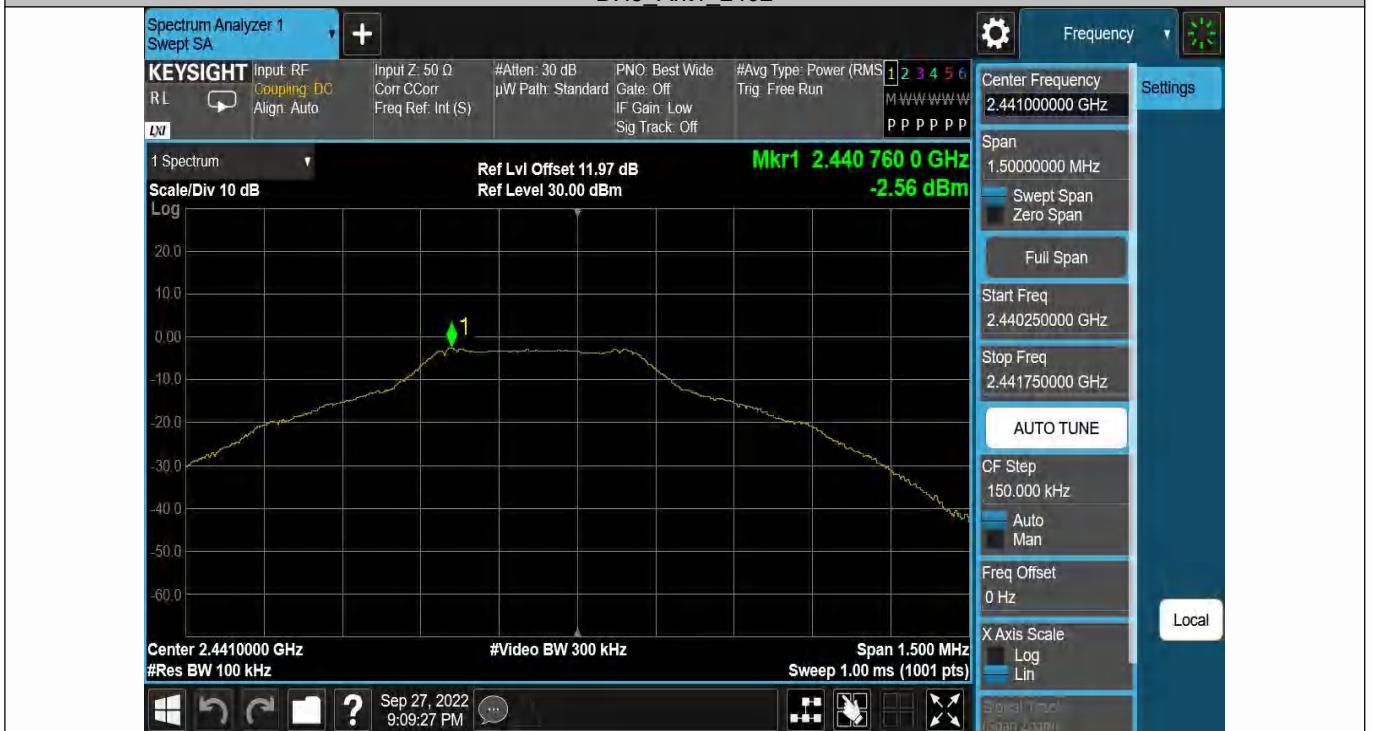 Spectrum Analyzer 1
Swept SA
+
Frequency
KEYSIGHT
RL
LXI
Input: RF
Coupling: DC
Align: Auto
Input Z: 50 Ω
Corr CCorr
Freq Ref: Int (S)
#Atten: 30 dB
µW Path: Standard
PNO: Best Wide
Gate: Off
IF Gain: Low
Sig Track: Off
#Avg Type: Power (RMS
Trig: Free Run
1 2 3 4 5 6
M W W W W W
P P P P P P
1 Spectrum
Scale/Div 10 dB
Log
Ref Lvl Offset 11.97 dB
Ref Level 30.00 dBm
Mkr1 2.440 760 0 GHz
-2.56 dBm
20.0
10.0
0.00
-10.0
-20.0
-30.0
-40.0
-50.0
-60.0
1
Center 2.4410000 GHz
#Res BW 100 kHz
#Video BW 300 kHz
Span 1.500 MHz
Sweep 1.00 ms (1001 pts)
Center Frequency
2.441000000 GHz
Settings
Span
1.50000000 MHz
Swept Span
Zero Span
Full Span
Start Freq
2.440250000 GHz
Stop Freq
2.441750000 GHz
AUTO TUNE
CF Step
150.000 kHz
Auto
Man
Freq Offset
0 Hz
X Axis Scale
Log
Lin
Local
?
Sep 27, 2022
9:09:27 PM